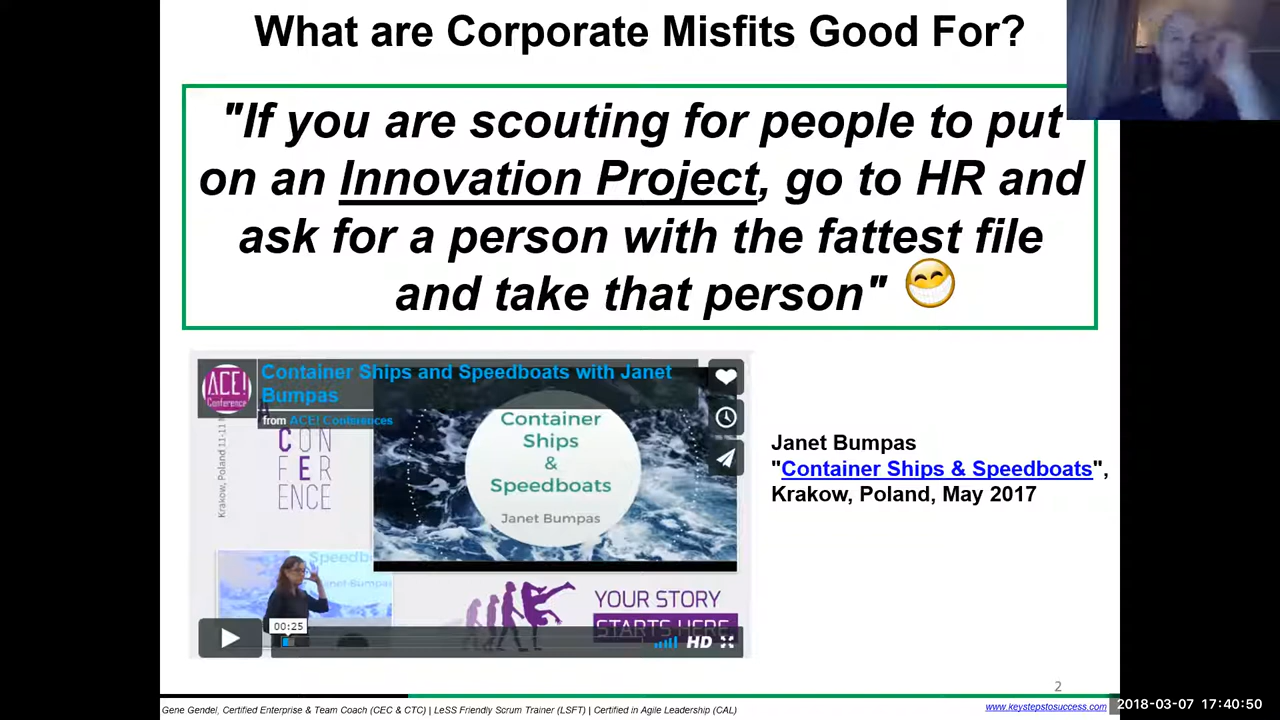 What are Corporate Misfits Good For?
"If you are scouting for people to put
on an Innovation Project, go to HR and
ask for a person with the fattest file
and take that person"
Container Ships and Speedboats with Janet
Bumpas
from ACE! Conferences
ACE!
Conference
CON
FER
ENCE
Krakow, Poland 11-11
Container
Ships
&
Speedboats
Janet Bumpas
Janet Bumpas
"Container Ships & Speedboats",
Krakow, Poland, May 2017
Speedb
Janet Bumpas
YOUR STORY
STARTS HERE
00:25
HD
2
Gene Gendel, Certified Enterprise & Team Coach (CEC & CTC) | LeSS Friendly Scrum Trainer (LSFT) | Certified in Agile Leadership (CAL)
www.keystepstosuccess.com
2018-03-07 17:40:50